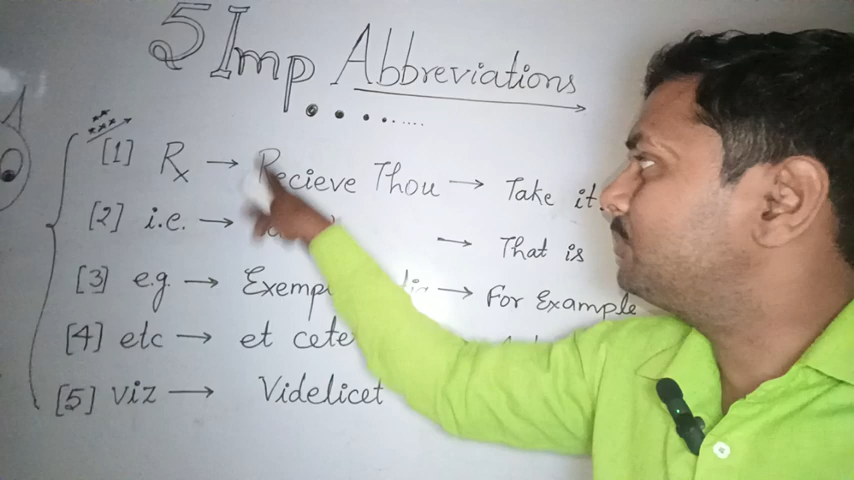 5 Imp Abbreviations
[1] Rx → Recieve Thou → Take it.
[2] i.e. → → That is
[3] e.g → → For Example
[4] etc → et
[5] viz → Videlicet